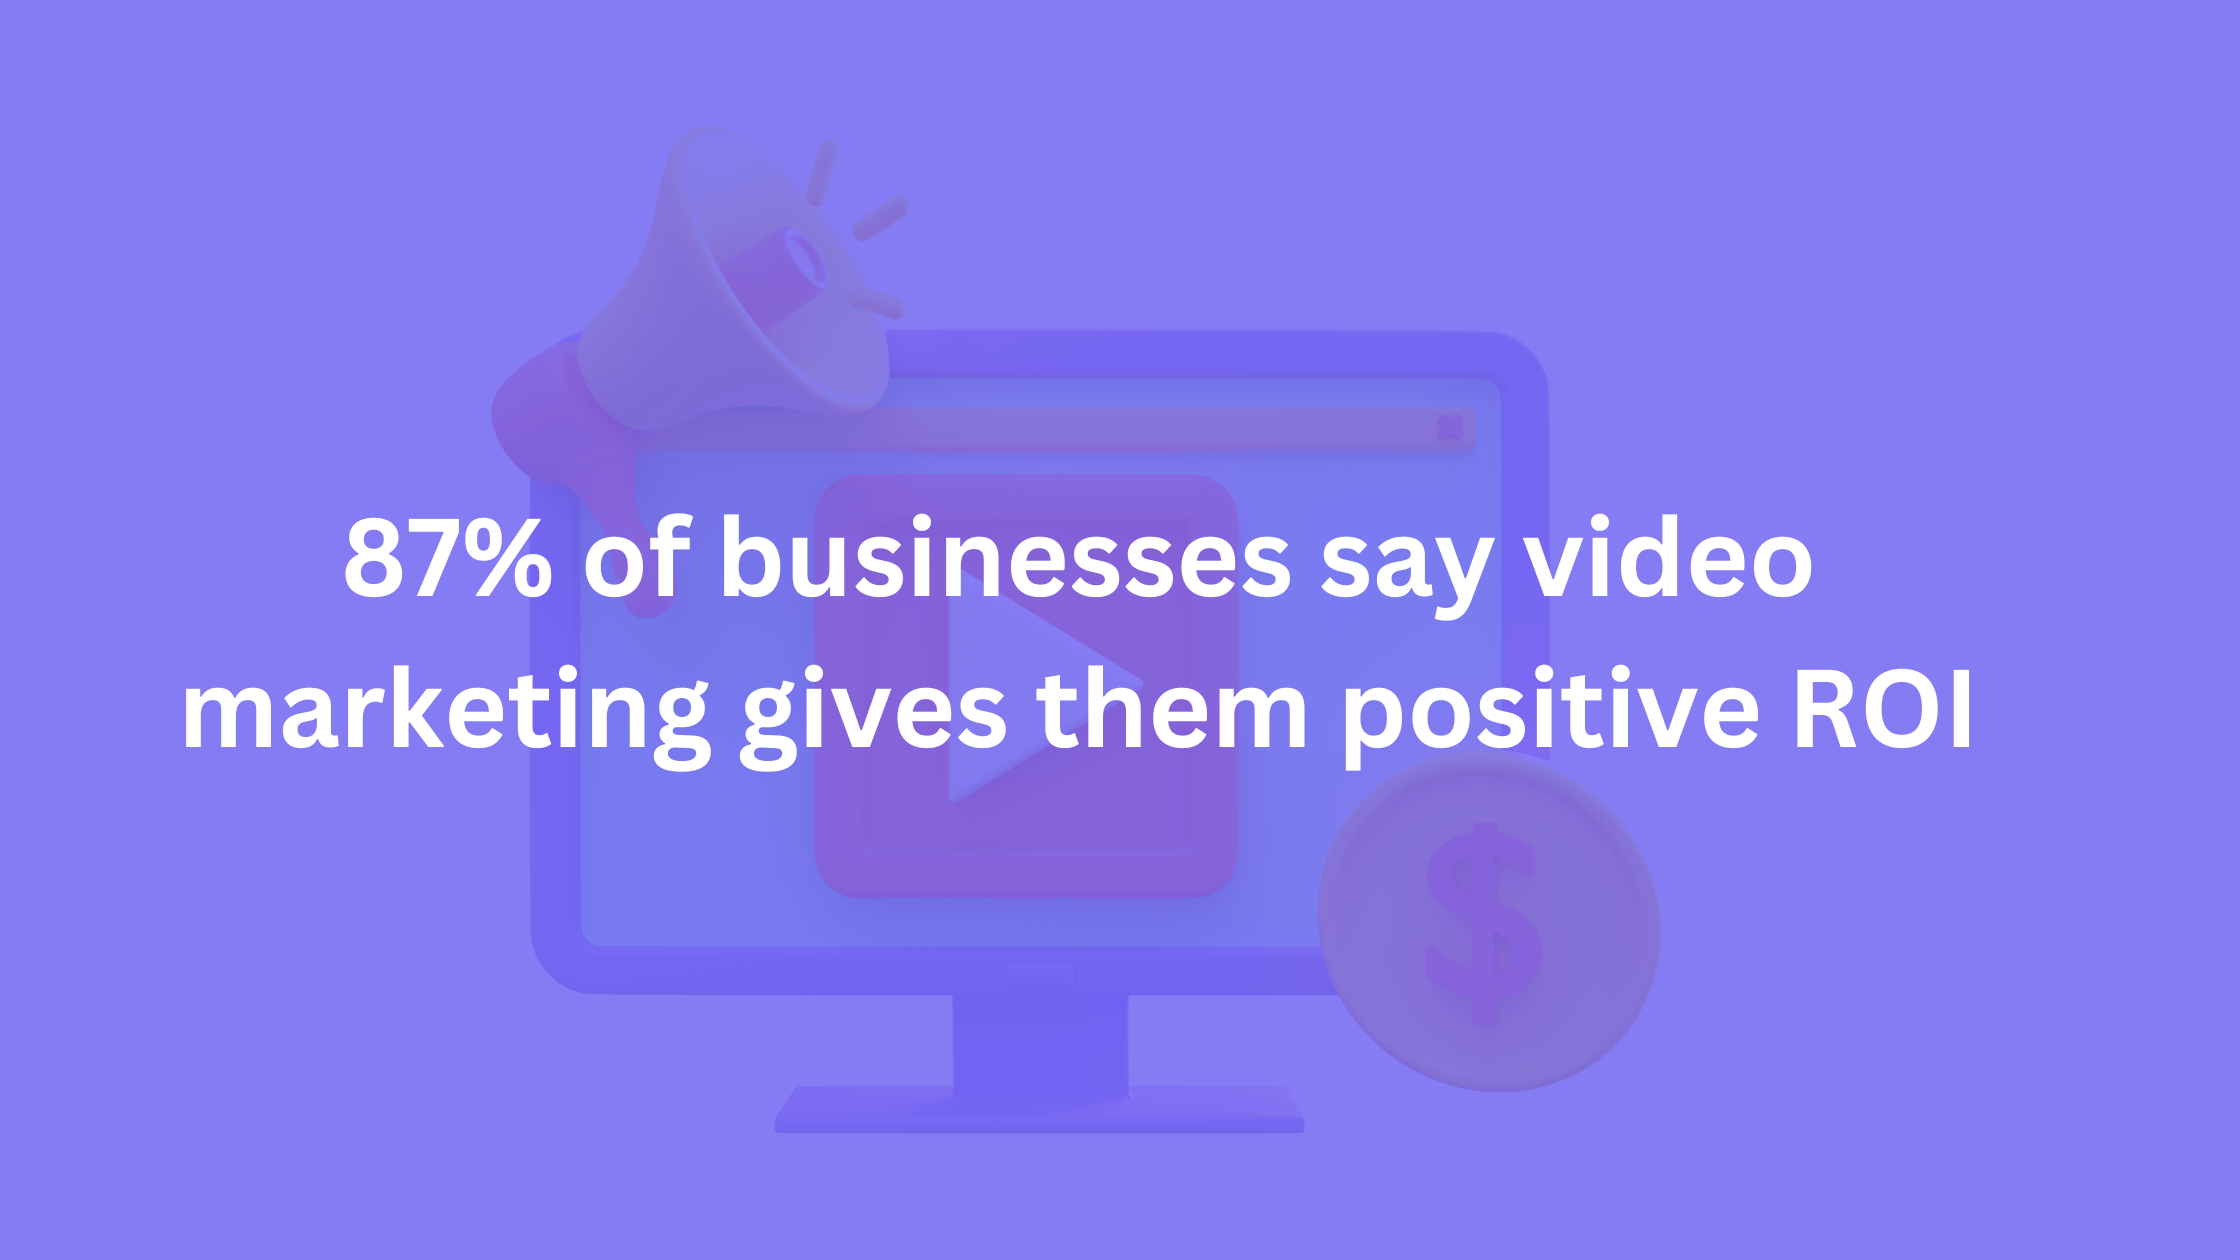 87% of businesses say video
marketing gives them positive ROI